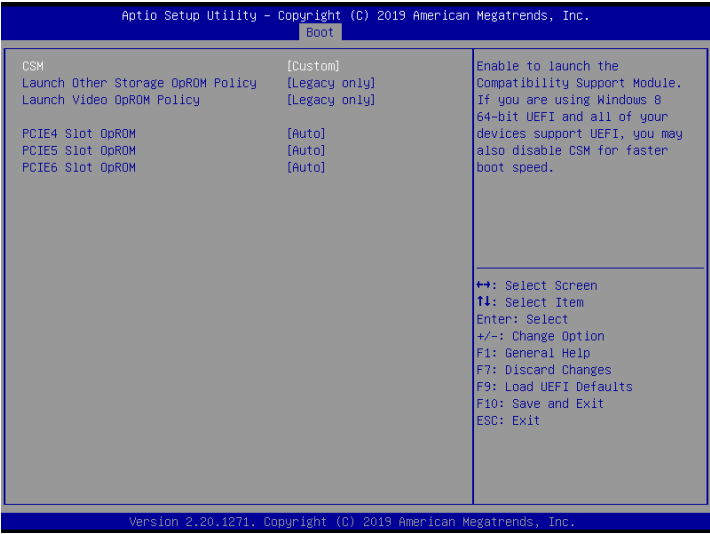 Aptio Setup Utility – Copyright (C) 2019 American Megatrends, Inc.
Boot
CSM [Custom]
Launch Other Storage OpROM Policy [Legacy only]
Launch Video OpROM Policy [Legacy only]
PCIE4 Slot OpROM [Auto]
PCIE5 Slot OpROM [Auto]
PCIE6 Slot OpROM [Auto]
Enable to launch the
Compatibility Support Module.
If you are using Windows 8
64-bit UEFI and all of your
devices support UEFI, you may
also disable CSM for faster
boot speed.
↔: Select Screen
↑↓: Select Item
Enter: Select
+/-: Change Option
F1: General Help
F7: Discard Changes
F9: Load UEFI Defaults
F10: Save and Exit
ESC: Exit
Version 2.20.1271. Copyright (C) 2019 American Megatrends, Inc.